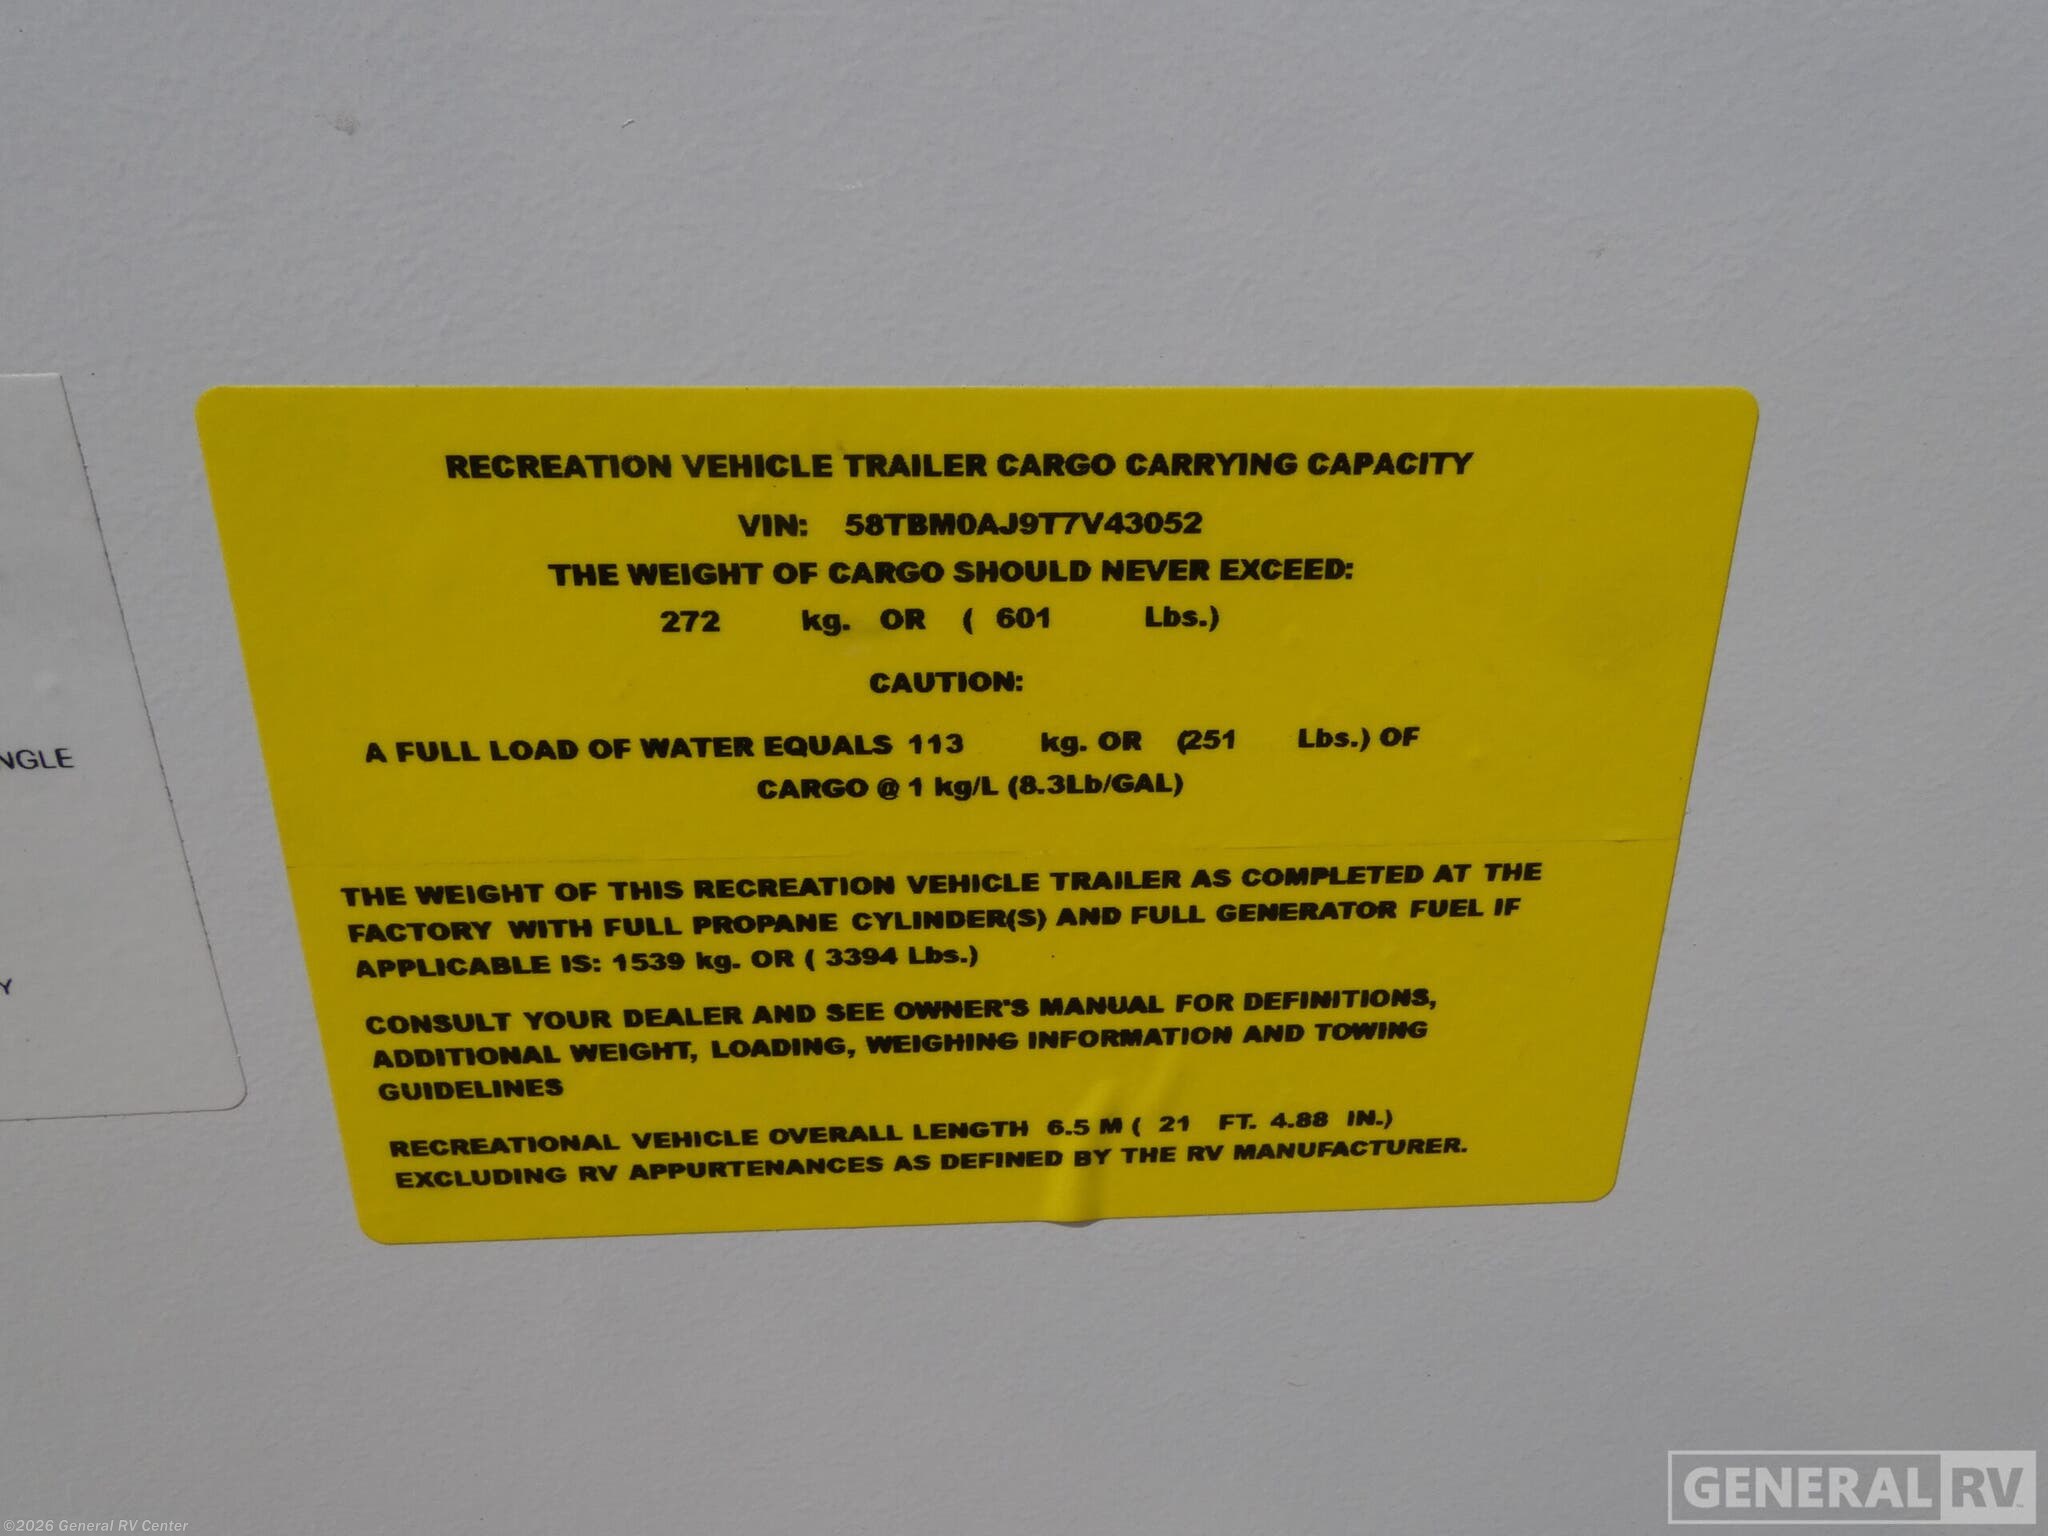 RECREATION VEHICLE TRAILER CARGO CARRYING CAPACITY
VIN: 58TBM0AJ9T7V43052
THE WEIGHT OF CARGO SHOULD NEVER EXCEED:
272 kg. OR ( 601 Lbs.)
CAUTION:
A FULL LOAD OF WATER EQUALS 113 kg. OR (251 Lbs.) OF
CARGO @ 1 kg/L (8.3Lb/GAL)
THE WEIGHT OF THIS RECREATION VEHICLE TRAILER AS COMPLETED AT THE
FACTORY WITH FULL PROPANE CYLINDER(S) AND FULL GENERATOR FUEL IF
APPLICABLE IS: 1539 kg. OR ( 3394 Lbs.)
CONSULT YOUR DEALER AND SEE OWNER'S MANUAL FOR DEFINITIONS,
ADDITIONAL WEIGHT, LOADING, WEIGHING INFORMATION AND TOWING
GUIDELINES
RECREATIONAL VEHICLE OVERALL LENGTH 6.5 M ( 21 FT. 4.88 IN.)
EXCLUDING RV APPURTENANCES AS DEFINED BY THE RV MANUFACTURER.
NGLE
Y
GENERAL RV
©2026 General RV Center